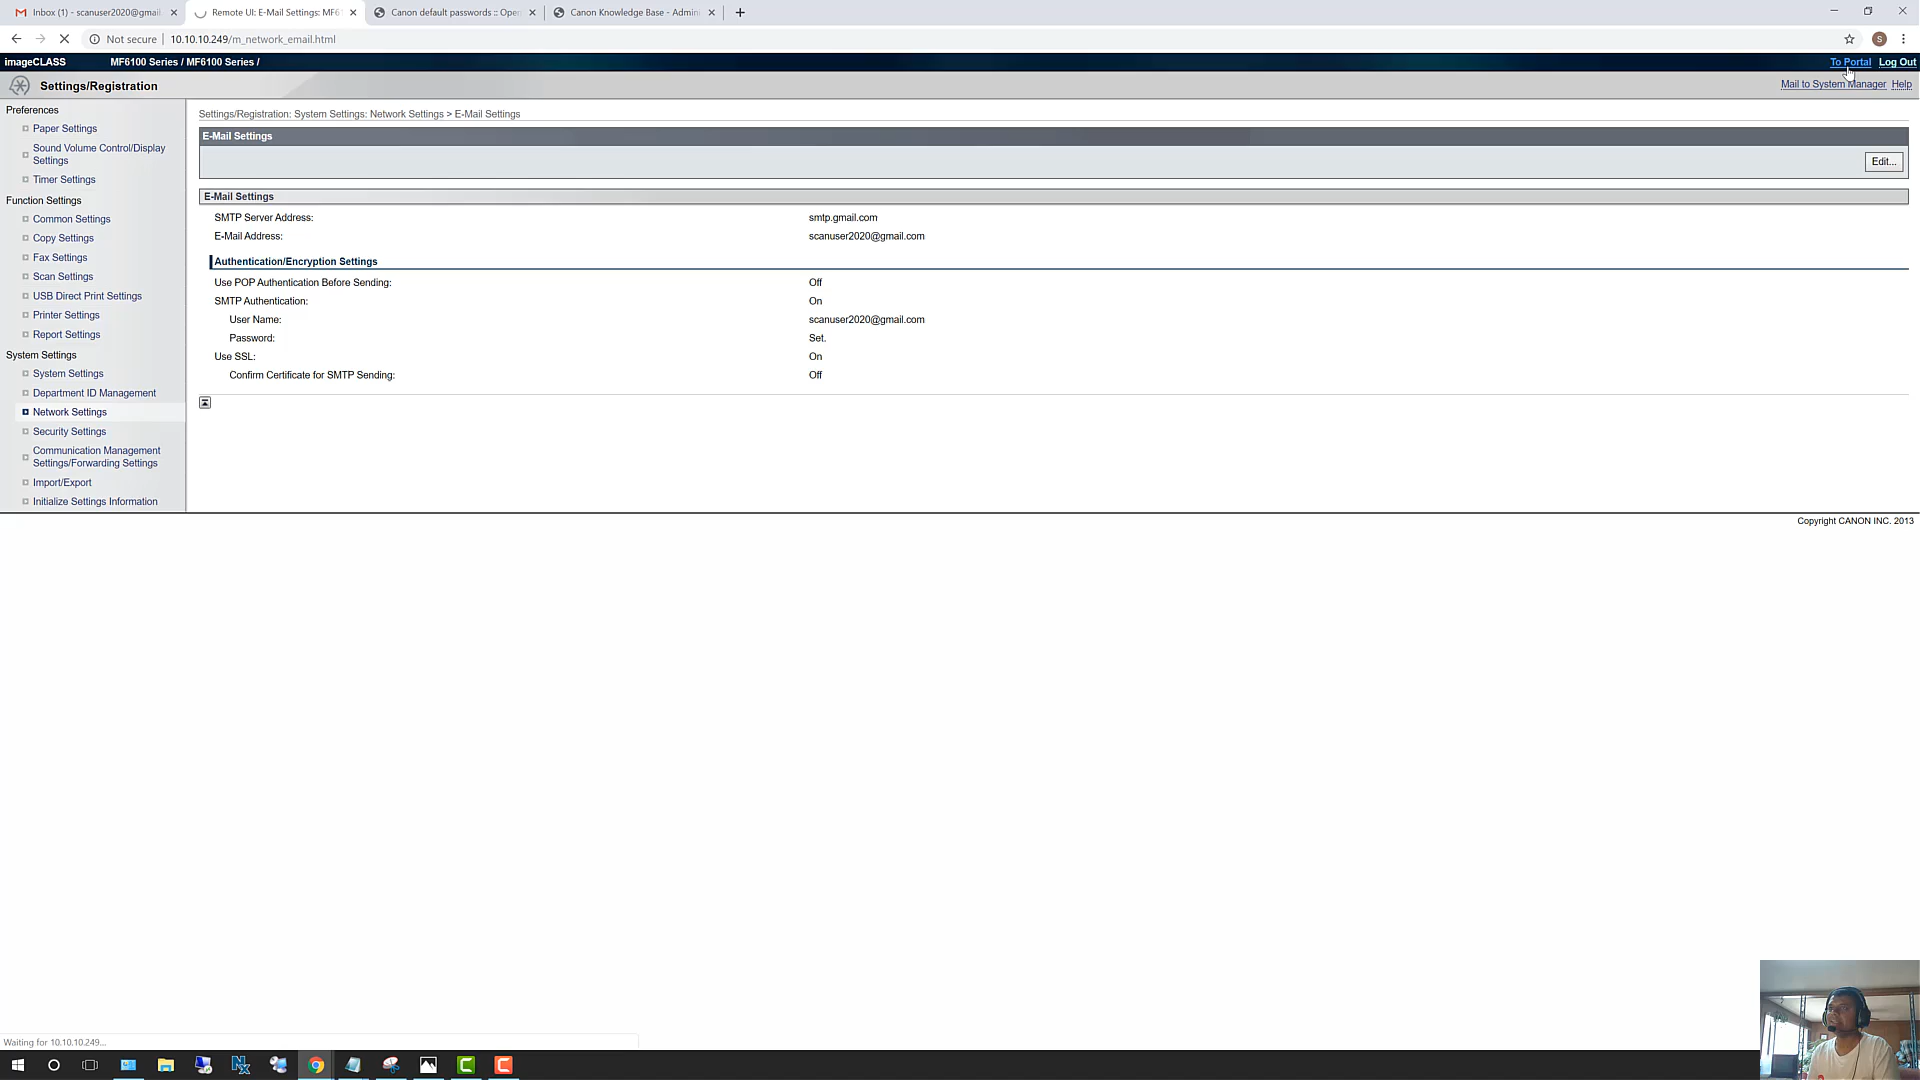 Inbox (1) - scanuser2020@gmail
Remote UI: E-Mail Settings: MF6
Canon default passwords :: Ope
Canon Knowledge Base - Admin
Not secure
10.10.10.249/m_network_email.html
imageCLASS
MF6100 Series / MF6100 Series /
To Portal
Log Out
Settings/Registration
Mail to System Manager
Help
Preferences
Paper Settings
Sound Volume Control/Display
Settings
Timer Settings
Function Settings
Common Settings
Copy Settings
Fax Settings
Scan Settings
USB Direct Print Settings
Printer Settings
Report Settings
System Settings
System Settings
Department ID Management
Network Settings
Security Settings
Communication Management
Settings/Forwarding Settings
Import/Export
Initialize Settings Information
Settings/Registration: System Settings: Network Settings > E-Mail Settings
E-Mail Settings
Edit...
E-Mail Settings
SMTP Server Address: smtp.gmail.com
E-Mail Address: scanuser2020@gmail.com
Authentication/Encryption Settings
Use POP Authentication Before Sending: Off
SMTP Authentication: On
User Name: scanuser2020@gmail.com
Password: Set.
Use SSL: On
Confirm Certificate for SMTP Sending: Off
Copyright CANON INC. 2013
Waiting for 10.10.10.249...